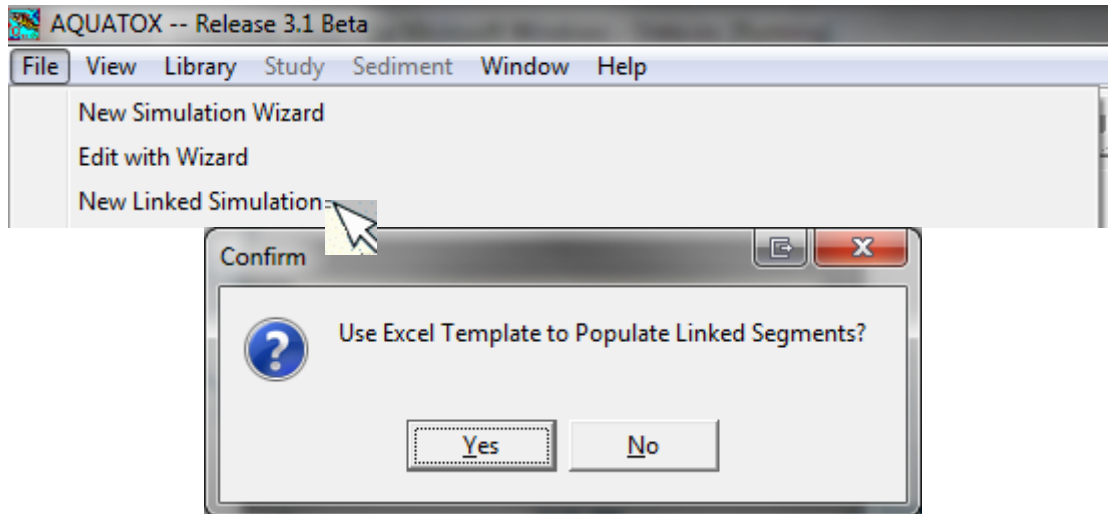 AQUATOX -- Release 3.1 Beta
File View Library Study Sediment Window Help
New Simulation Wizard
Edit with Wizard
New Linked Simulation
Confirm
Use Excel Template to Populate Linked Segments?
Yes No